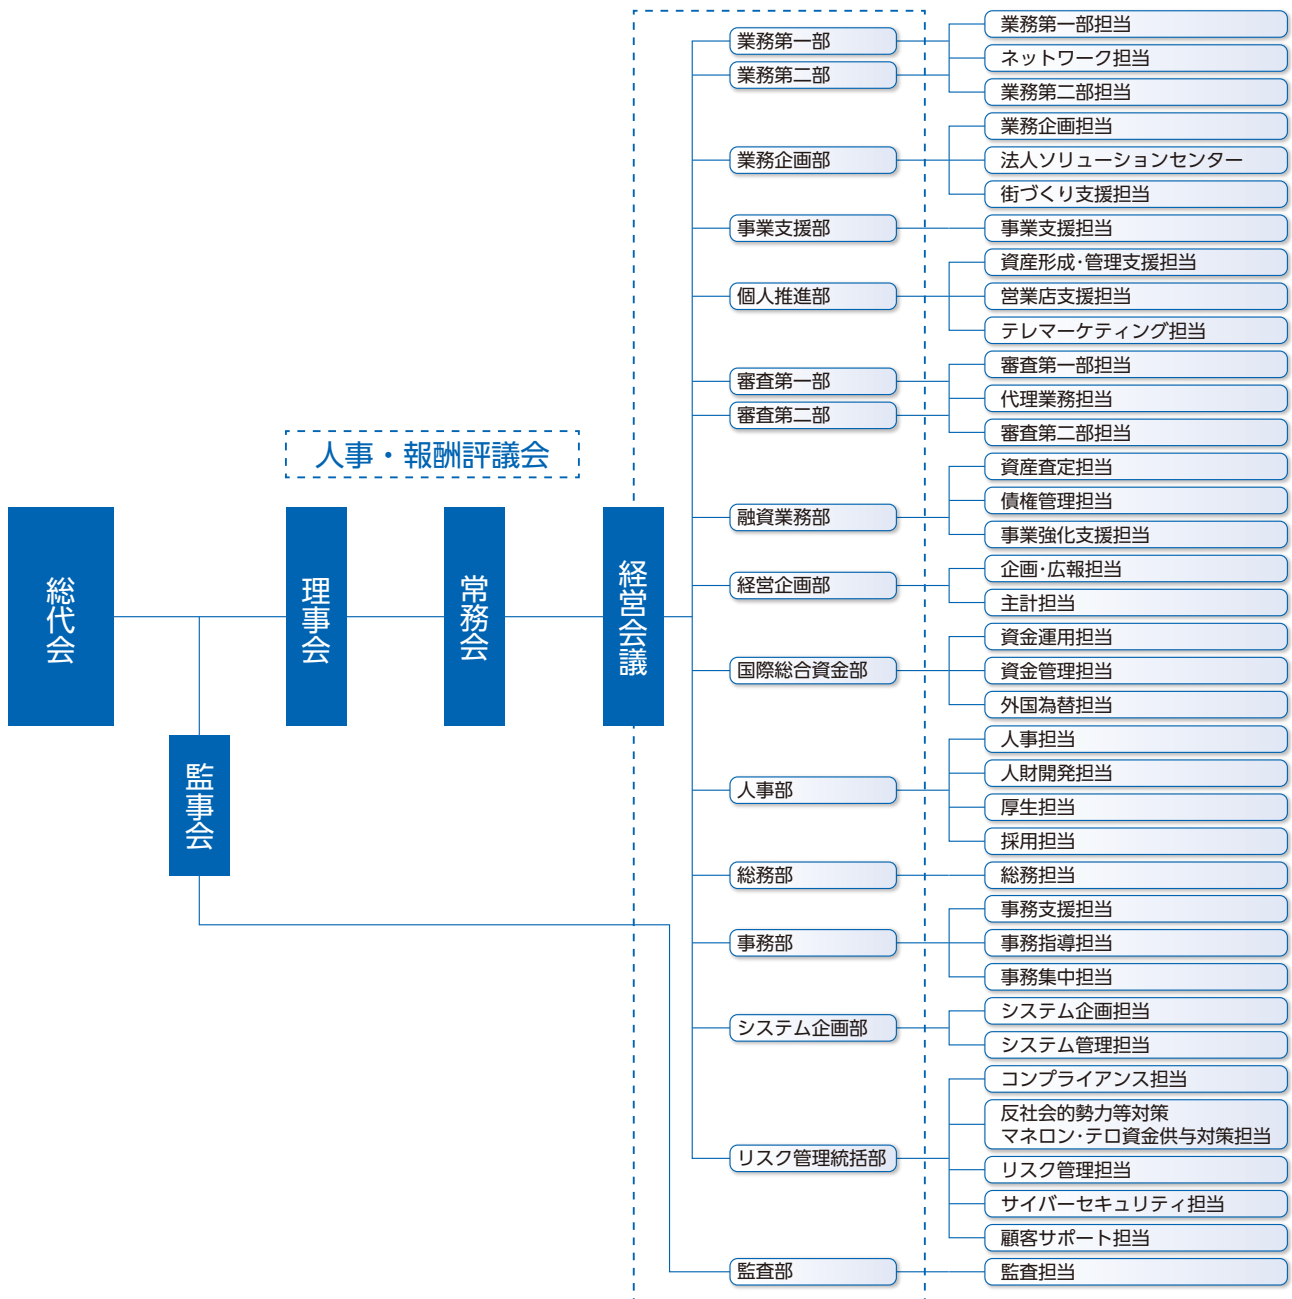 総代会
監事会
人事・報酬評議会
理事会
常務会
経営会議
業務第一部
業務第二部
業務第一部担当
ネットワーク担当
業務第二部担当
業務企画部
業務企画担当
法人ソリューションセンター
街づくり支援担当
事業支援部
事業支援担当
個人推進部
資産形成・管理支援担当
営業店支援担当
テレマーケティング担当
審査第一部
審査第二部
審査第一部担当
代理業務担当
審査第二部担当
融資業務部
資産査定担当
債権管理担当
事業強化支援担当
経営企画部
企画・広報担当
主計担当
国際総合資金部
資金運用担当
資金管理担当
外国為替担当
人事部
人事担当
人財開発担当
厚生担当
採用担当
総務部
総務担当
事務部
事務支援担当
事務指導担当
事務集中担当
システム企画部
システム企画担当
システム管理担当
リスク管理統括部
コンプライアンス担当
反社会的勢力等対策
マネロン・テロ資金供与対策担当
リスク管理担当
サイバーセキュリティ担当
顧客サポート担当
監査部
監査担当